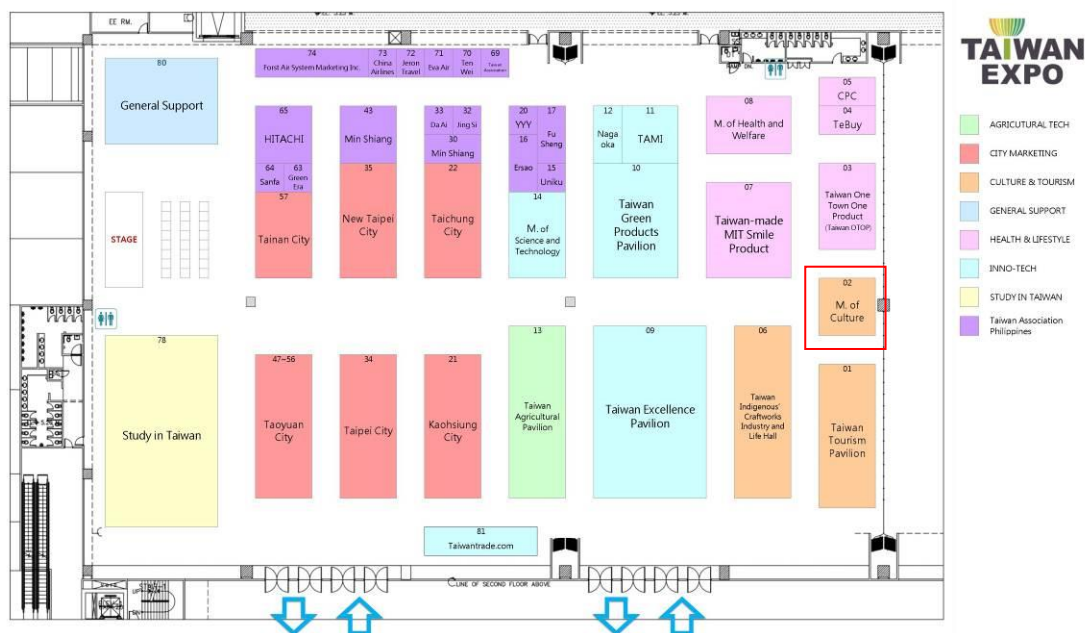 EE RM.
TAIWAN
EXPO
80
General Support
74
Forst Air System Marketing Inc.
73
China
Airlines
72
Jeron
Travel
71
Eva Air
70
Ten
Wei
69
65
HITACHI
64
Sanfa
63
Green
Era
57
Tainan City
43
Min Shiang
35
New Taipei
City
33
Da Ai
32
Jing Si
30
Min Shiang
22
Taichung
City
20
YYY
17
Fu
Sheng
16
Ersao
15
Uniku
14
M. of
Science and
Technology
12
Naga
oka
11
TAMI
10
Taiwan
Green
Products
Pavilion
08
M. of Health and
Welfare
07
Taiwan-made
MIT Smile
Product
05
CPC
04
TeBuy
03
Taiwan One
Town One
Product
(Taiwan OTOP)
02
M. of
Culture
STAGE
78
Study in Taiwan
47~56
Taoyuan
City
34
Taipei City
21
Kaohsiung
City
13
Taiwan
Agricultural
Pavilion
09
Taiwan Excellence
Pavilion
06
Taiwan
Indigenous'
Craftworks
Industry and
Life Hall
01
Taiwan
Tourism
Pavilion
81
Taiwantrade.com
LINE OF SECOND FLOOR ABOVE
AGRICUTURAL TECH
CITY MARKETING
CULTURE & TOURISM
GENERAL SUPPORT
HEALTH & LIFESTYLE
INNO-TECH
STUDY IN TAIWAN
Taiwan Association
Philippines